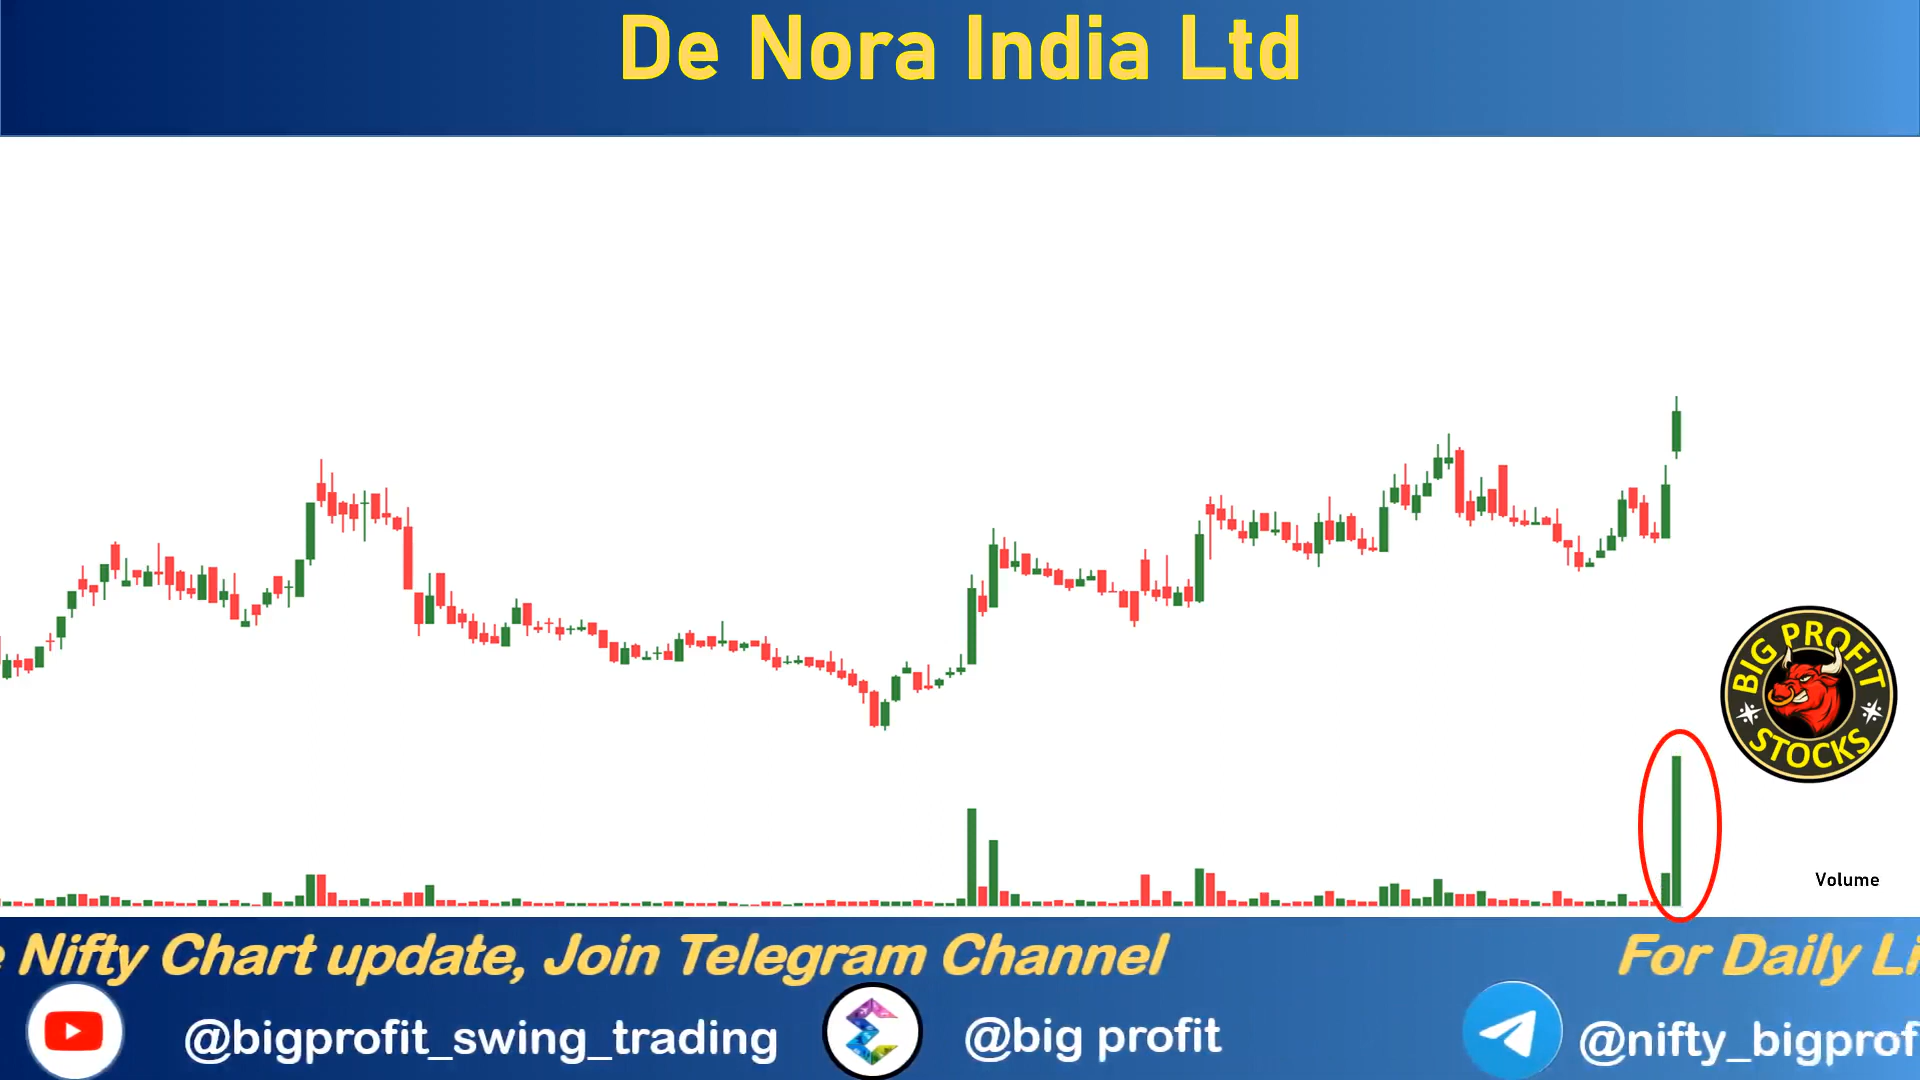 De Nora India Ltd
BIG PROFIT
STOCKS
Volume
Nifty Chart update, Join Telegram Channel
For Daily Li
@bigprofit_swing_trading
@big profit
@nifty_bigprof